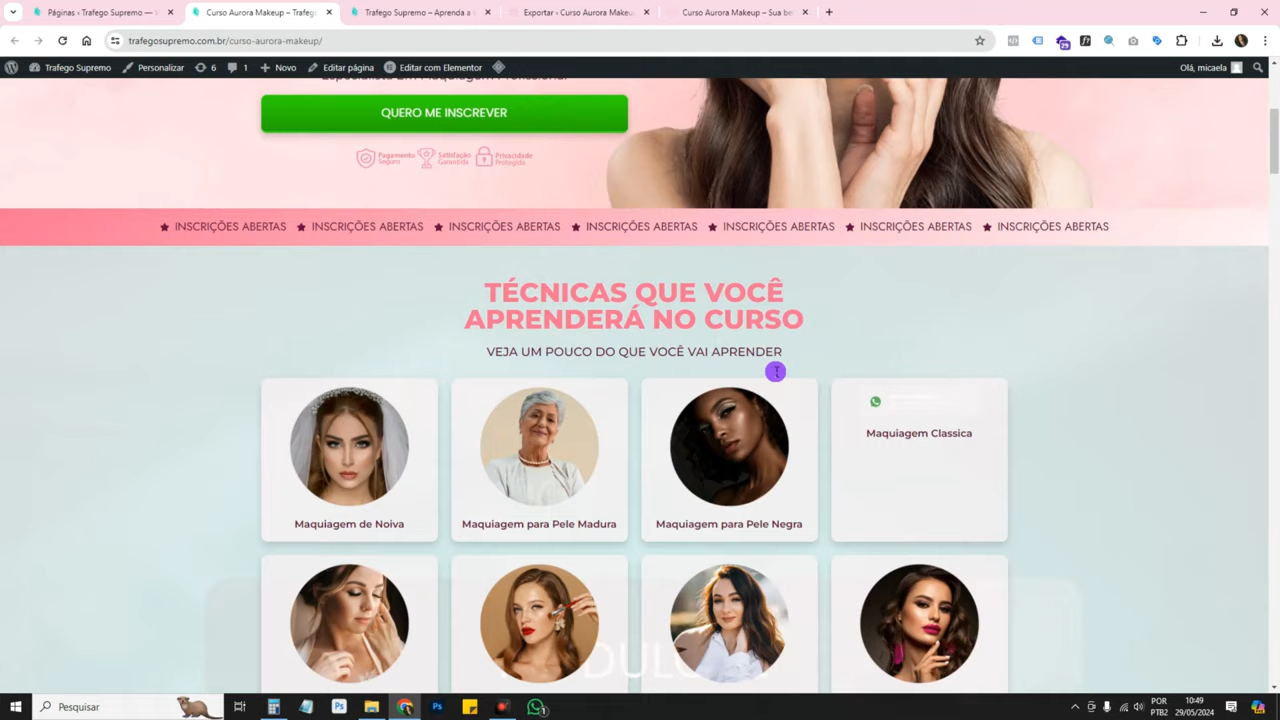 Páginas ‹ Trafego Supremo —
Curso Aurora Makeup – Trafeg
Trafego Supremo – Aprenda a
Exportar ‹ Curso Aurora Makeu
Curso Aurora Makeup – Sua be
trafegosupremo.com.br/curso-aurora-makeup/
29
Trafego Supremo
Personalizar
6
1
Novo
Editar página
Editar com Elementor
Olá, micaela
QUERO ME INSCREVER
Pagamento Seguro
Satisfação Garantida
Privacidade Protegida
★ INSCRIÇÕES ABERTAS ★ INSCRIÇÕES ABERTAS ★ INSCRIÇÕES ABERTAS ★ INSCRIÇÕES ABERTAS ★ INSCRIÇÕES ABERTAS ★ INSCRIÇÕES ABERTAS ★ INSCRIÇÕES ABERTAS
TÉCNICAS QUE VOCÊ
APRENDERÁ NO CURSO
VEJA UM POUCO DO QUE VOCÊ VAI APRENDER
Maquiagem de Noiva
Maquiagem para Pele Madura
Maquiagem para Pele Negra
Maquiagem Classica
Pesquisar
Ps
Ps
1
POR
PTB2
10:49
29/05/2024